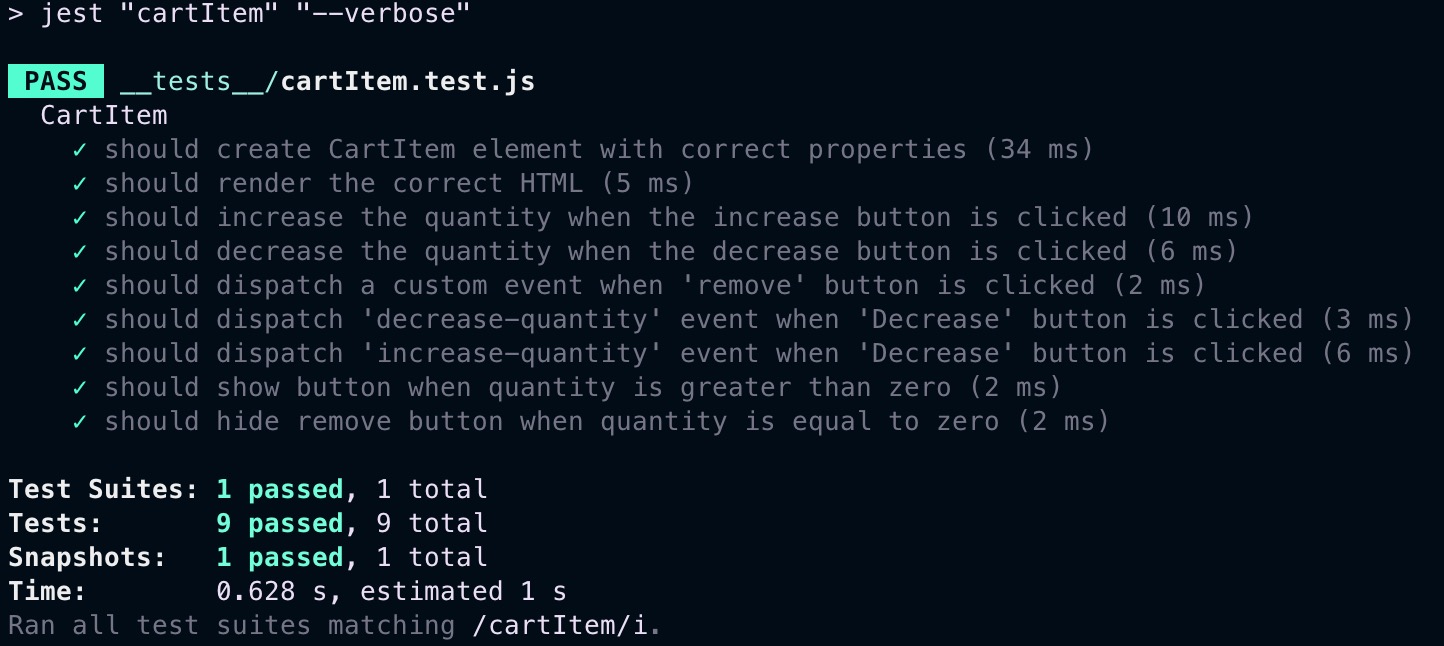 > jest "cartItem" "--verbose"
PASS __tests__/cartItem.test.js
CartItem
✓ should create CartItem element with correct properties (34 ms)
✓ should render the correct HTML (5 ms)
✓ should increase the quantity when the increase button is clicked (10 ms)
✓ should decrease the quantity when the decrease button is clicked (6 ms)
✓ should dispatch a custom event when 'remove' button is clicked (2 ms)
✓ should dispatch 'decrease-quantity' event when 'Decrease' button is clicked (3 ms)
✓ should dispatch 'increase-quantity' event when 'Decrease' button is clicked (6 ms)
✓ should show button when quantity is greater than zero (2 ms)
✓ should hide remove button when quantity is equal to zero (2 ms)
Test Suites: 1 passed, 1 total
Tests: 9 passed, 9 total
Snapshots: 1 passed, 1 total
Time: 0.628 s, estimated 1 s
Ran all test suites matching /cartItem/i.